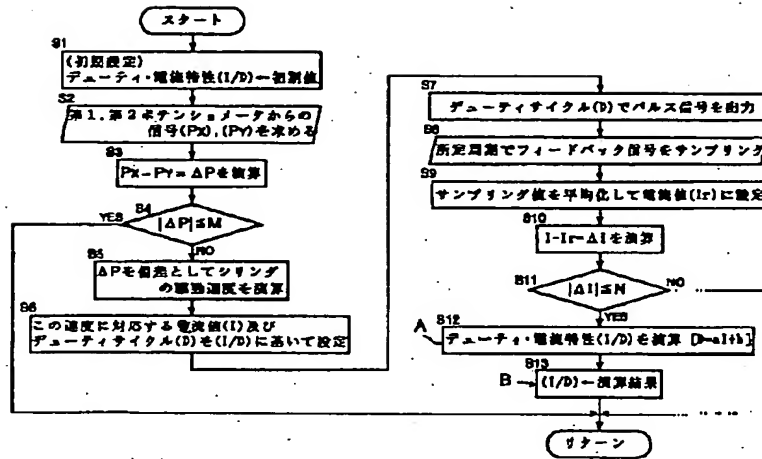 スタート
S1
(初期設定)
デューティ・電流特性(I/D)←初期値
S2
第1,第2ポテンショメータからの
信号(PX),(PY)を求める
S3
PX-PY=ΔPを演算
S4
|ΔP|≦M
YES
NO
S5
ΔPを偏差としてシリンダ
の駆動速度を演算
S6
この速度に対応する電流値(I)及び
デューティサイクル(D)を(I/D)に基いて設定
S7
デューティサイクル(D)でパルス信号を出力
S8
所定周期でフィードバック信号をサンプリング
S9
サンプリング値を平均化して電流値(Ir)に設定
S10
I-Ir=ΔIを演算
S11
|ΔI|≦N
NO
YES
S12
A
デューティ・電流特性(I/D)を演算 [D=aI+b]
S13
B
(I/D)←演算結果
リターン